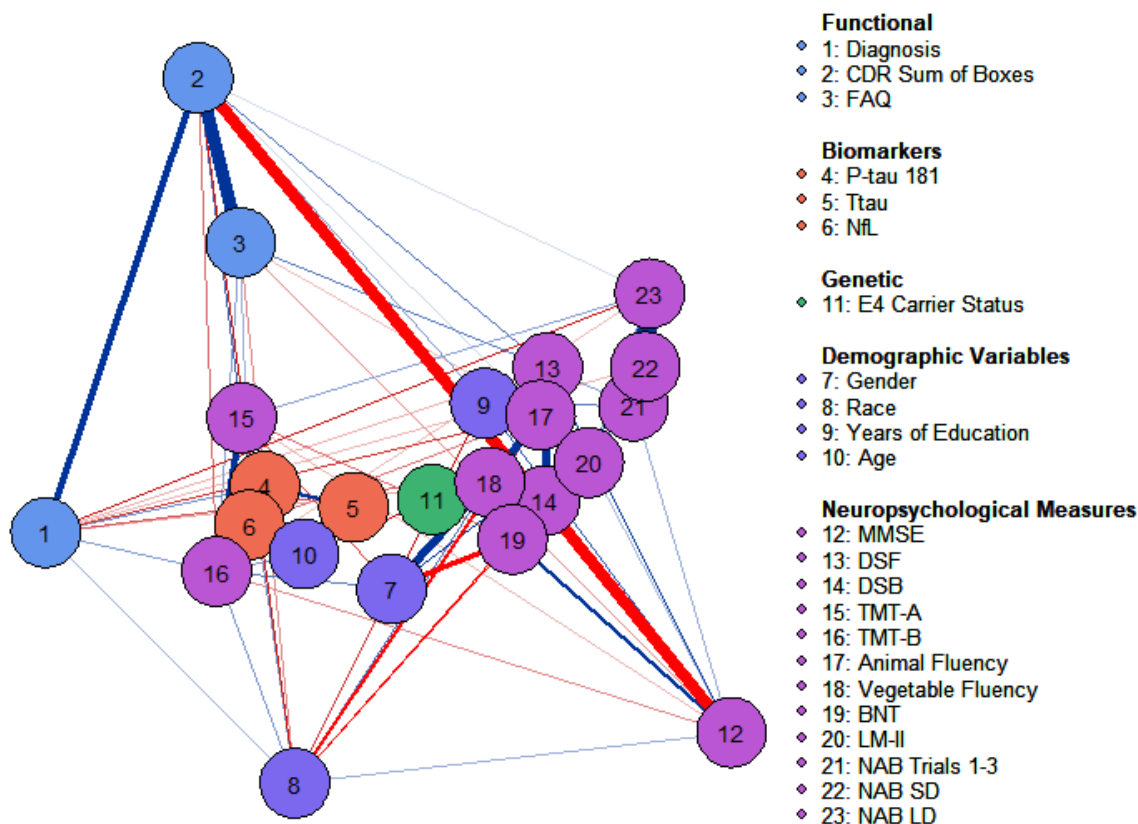 Functional
1: Diagnosis
2: CDR Sum of Boxes
3: FAQ
Biomarkers
4: P-tau 181
5: Ttau
6: NfL
Genetic
11: E4 Carrier Status
Demographic Variables
7: Gender
8: Race
9: Years of Education
10: Age
Neuropsychological Measures
12: MMSE
13: DSF
14: DSB
15: TMT-A
16: TMT-B
17: Animal Fluency
18: Vegetable Fluency
19: BNT
20: LM-II
21: NAB Trials 1-3
22: NAB SD
23: NAB LD
2
3
23
13
22
9
17
21
15
20
4
18
11
14
5
6
1
19
10
16
7
12
8